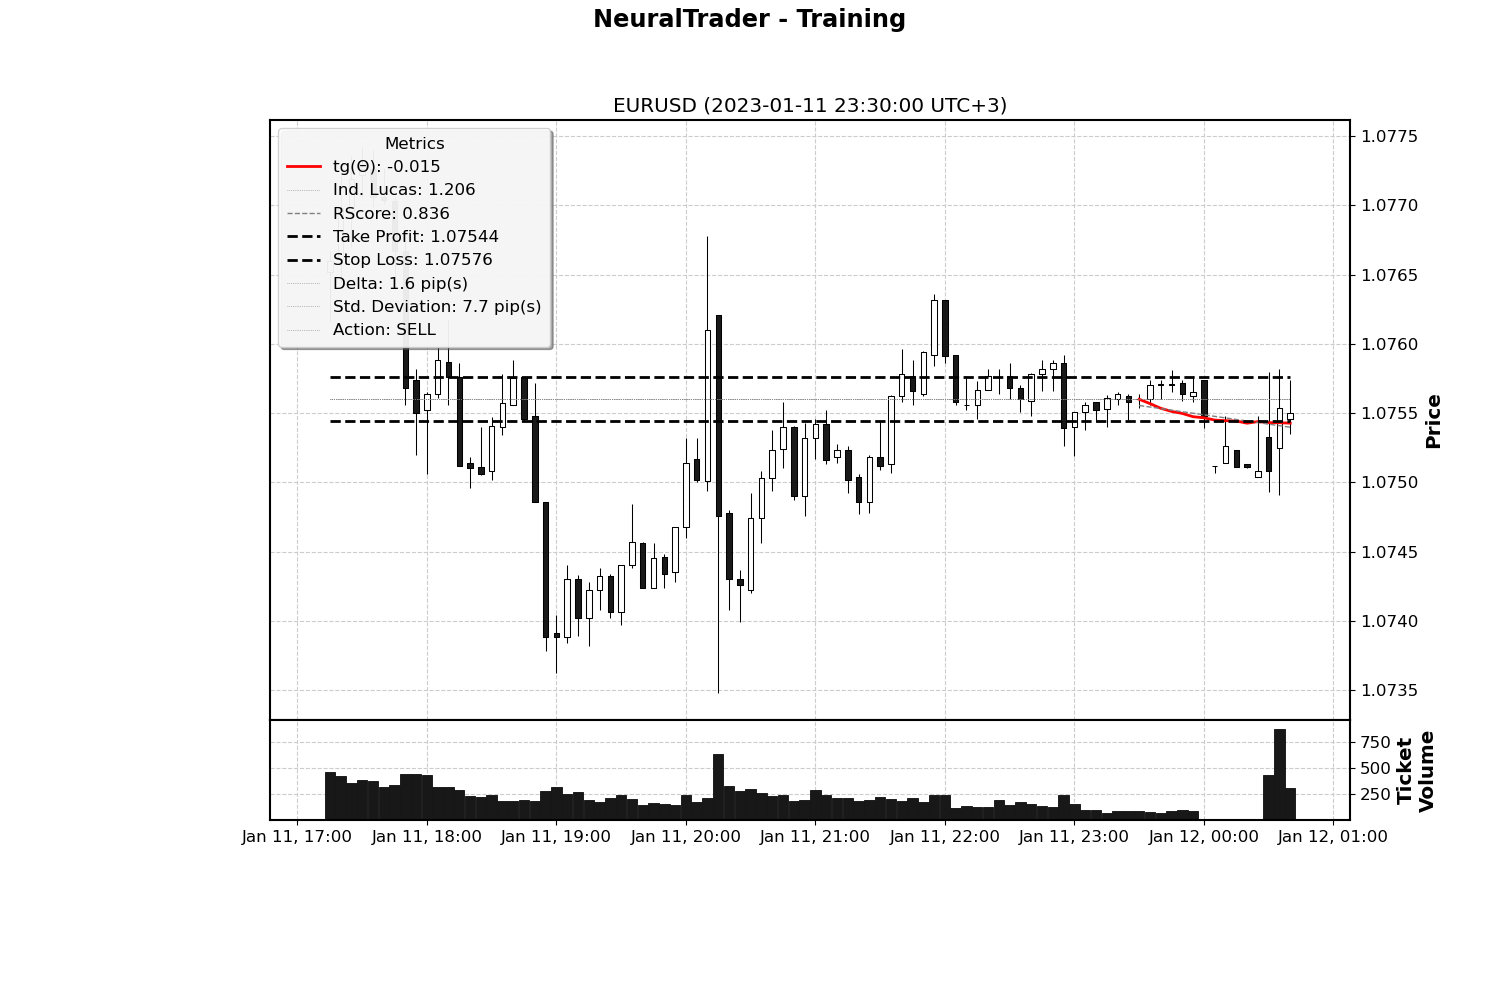 NeuralTrader - Training
EURUSD (2023-01-11 23:30:00 UTC+3)
Metrics
tg(Θ): -0.015
Ind. Lucas: 1.206
RScore: 0.836
Take Profit: 1.07544
Stop Loss: 1.07576
Delta: 1.6 pip(s)
Std. Deviation: 7.7 pip(s)
Action: SELL
1.0775
1.0770
1.0765
1.0760
1.0755
1.0750
1.0745
1.0740
1.0735
Price
750
500
250
Ticket
Volume
Jan 11, 17:00
Jan 11, 18:00
Jan 11, 19:00
Jan 11, 20:00
Jan 11, 21:00
Jan 11, 22:00
Jan 11, 23:00
Jan 12, 00:00
Jan 12, 01:00